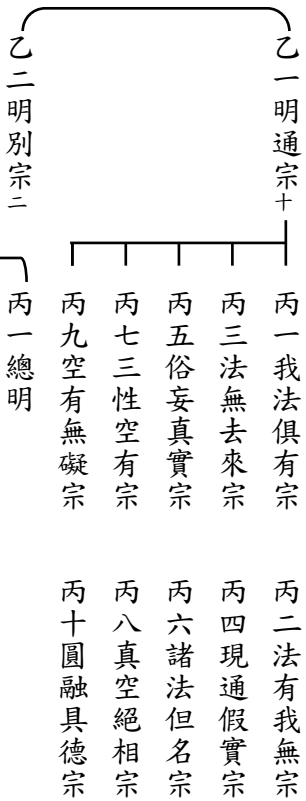 乙一明通宗十
丙一我法俱有宗
丙二法有我無宗
丙三法無去來宗
丙四現通假實宗
丙五俗妄真實宗
丙六諸法但名宗
丙七三性空有宗
丙八真空絕相宗
丙九空有無礙宗
丙十圓融具德宗
乙二明別宗二
丙一總明